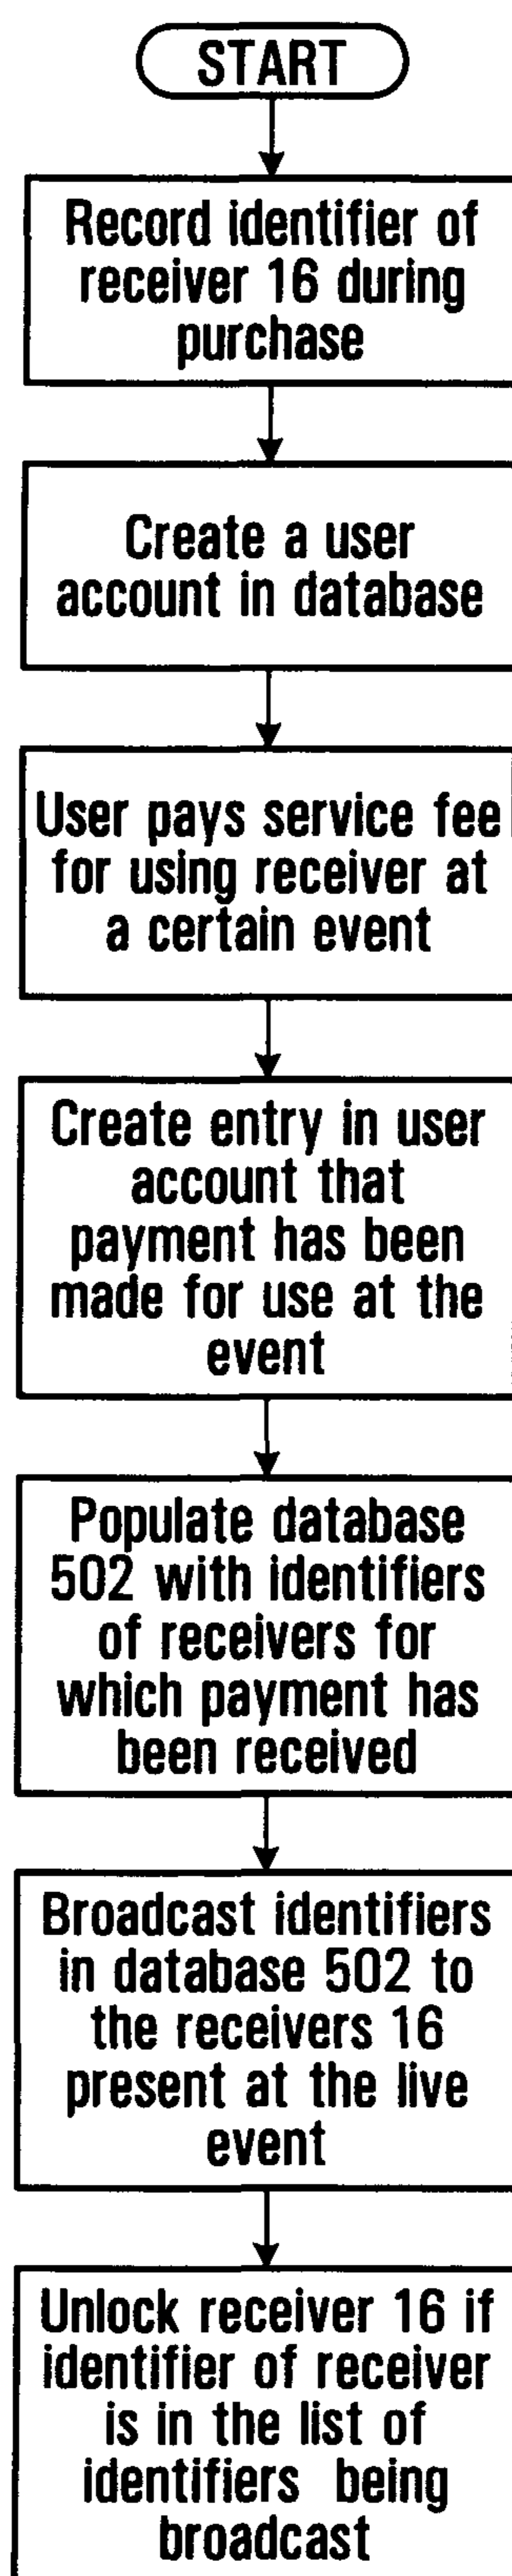 START
Record identifier of
receiver 16 during
purchase
Create a user
account in database
User pays service fee
for using receiver at
a certain event
Create entry in user
account that
payment has been
made for use at the
event
Populate database
502 with identifiers
of receivers for
which payment has
been received
Broadcast identifiers
in database 502 to
the receivers 16
present at the live
event
Unlock receiver 16 if
identifier of receiver
is in the list of
identifiers being
broadcast